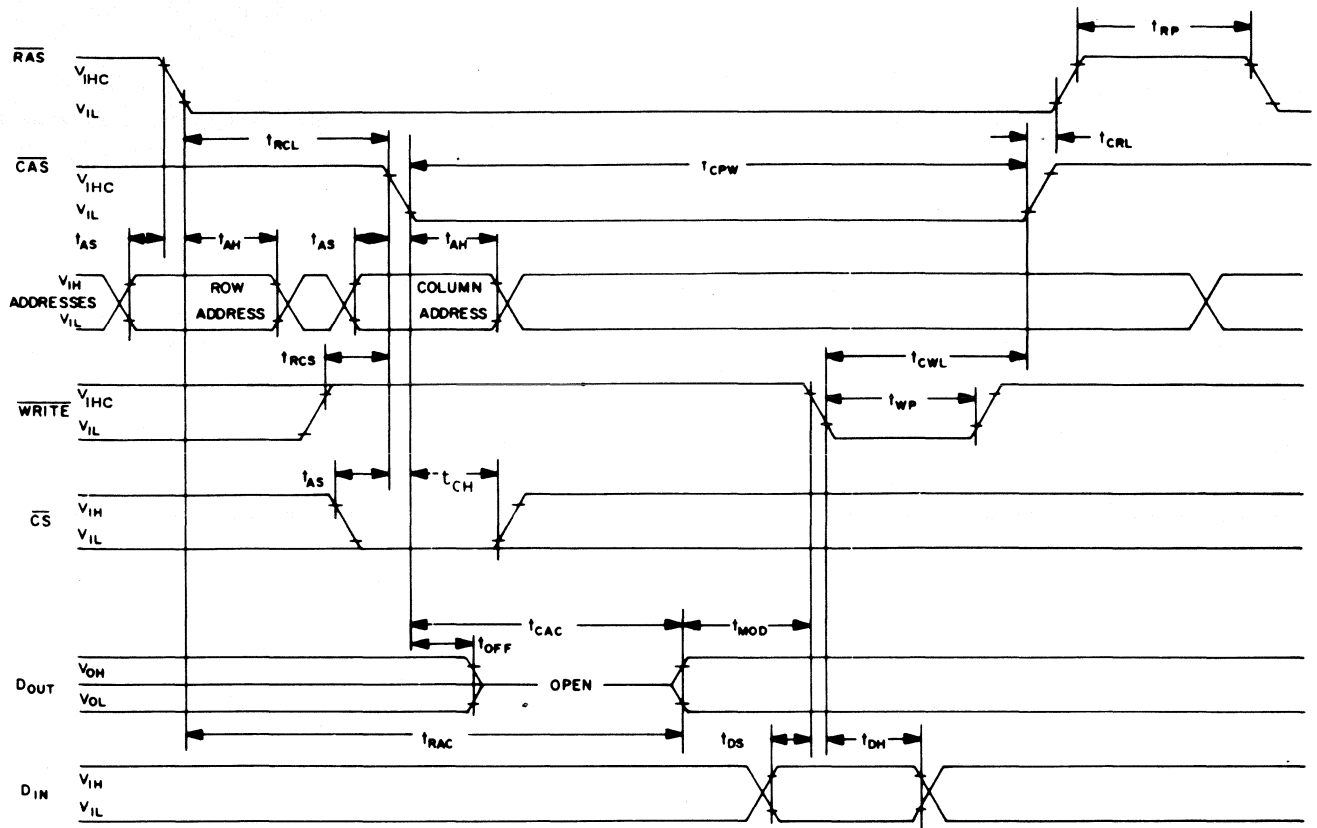 tRP
RAS
VIHC
VIL
tRCL
tCRL
CAS
VIHC
VIL
tCPW
tAS
tAH
tAS
tAH
ADDRESSES
VIH
VIL
ROW
ADDRESS
COLUMN
ADDRESS
tRCS
tCWL
WRITE
VIHC
VIL
tWP
tAS
tCH
CS
VIH
VIL
tCAC
tMOD
tOFF
DOUT
VOH
VOL
OPEN
tRAC
tDS
tDH
DIN
VIH
VIL